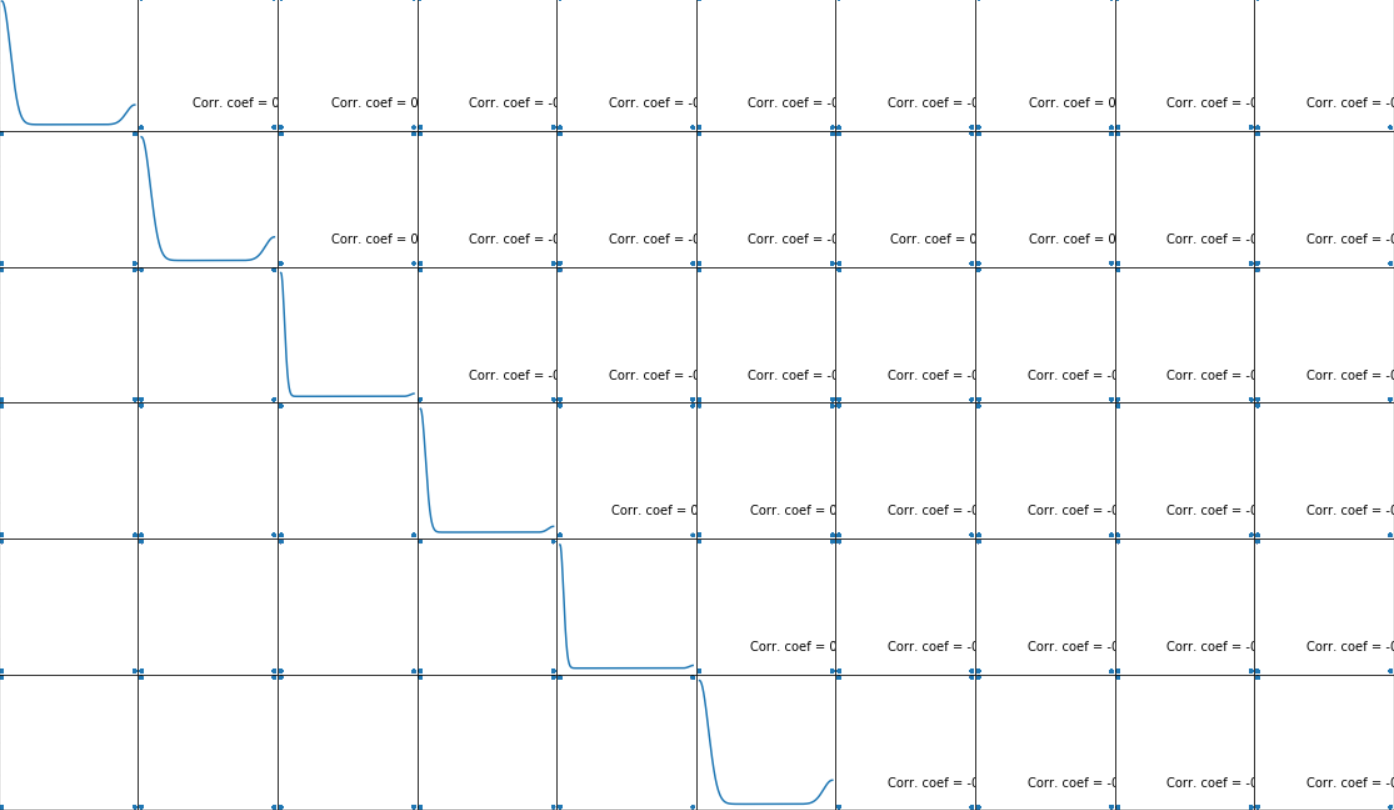 Corr. coef = 0 Corr. coef = 0 Corr. coef = -0 Corr. coef = -0 Corr. coef = -0 Corr. coef = -0 Corr. coef = 0 Corr. coef = -0 Corr. coef = -0
Corr. coef = 0 Corr. coef = -0 Corr. coef = -0 Corr. coef = -0 Corr. coef = 0 Corr. coef = 0 Corr. coef = -0 Corr. coef = -0
Corr. coef = -0 Corr. coef = -0 Corr. coef = -0 Corr. coef = -0 Corr. coef = -0 Corr. coef = -0 Corr. coef = -0
Corr. coef = 0 Corr. coef = 0 Corr. coef = -0 Corr. coef = -0 Corr. coef = -0 Corr. coef = -0
Corr. coef = 0 Corr. coef = -0 Corr. coef = -0 Corr. coef = -0 Corr. coef = -0
Corr. coef = -0 Corr. coef = -0 Corr. coef = -0 Corr. coef = -0